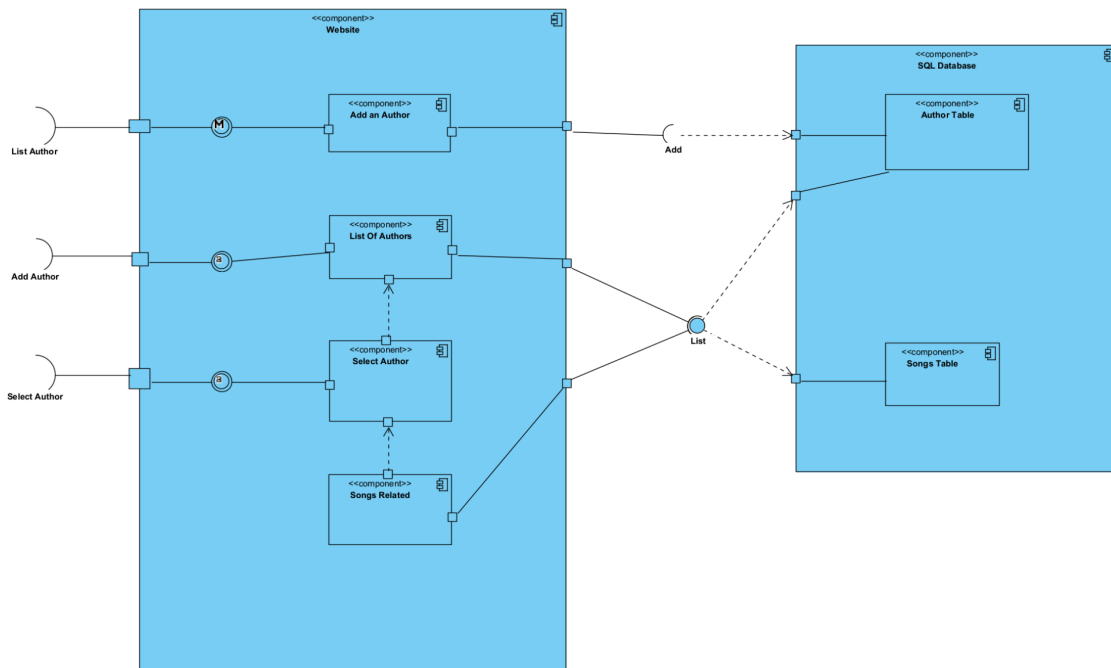 <<component>>
Website
<<component>>
SQL Database
<<component>>
Add an Author
<<component>>
Author Table
M
List Author
Add
<<component>>
List Of Authors
a
Add Author
List
<<component>>
Select Author
<<component>>
Songs Table
a
Select Author
<<component>>
Songs Related